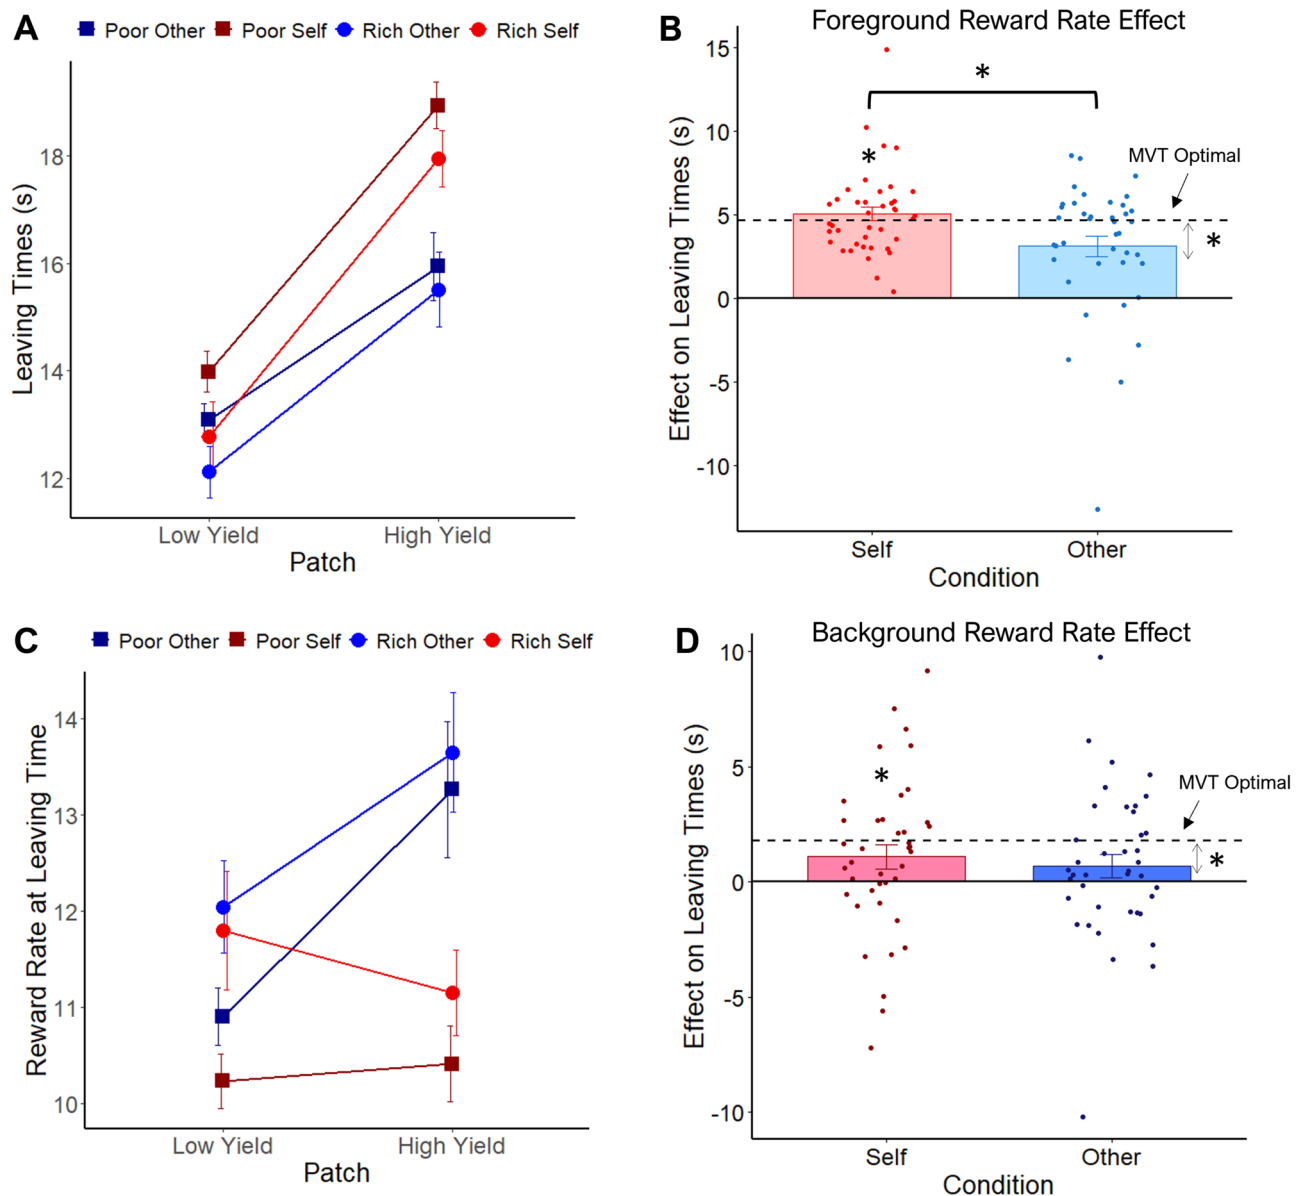 A
Poor Other Poor Self Rich Other Rich Self
Leaving Times (s)
18
16
14
12
Low Yield High Yield
Patch
B
Foreground Reward Rate Effect
Effect on Leaving Times (s)
15
10
5
0
-5
-10
*
*
MVT Optimal
*
Self Other
Condition
C
Poor Other Poor Self Rich Other Rich Self
Reward Rate at Leaving Time
14
13
12
11
10
Low Yield High Yield
Patch
D
Background Reward Rate Effect
Effect on Leaving Times (s)
10
5
0
-5
-10
*
MVT Optimal
*
Self Other
Condition